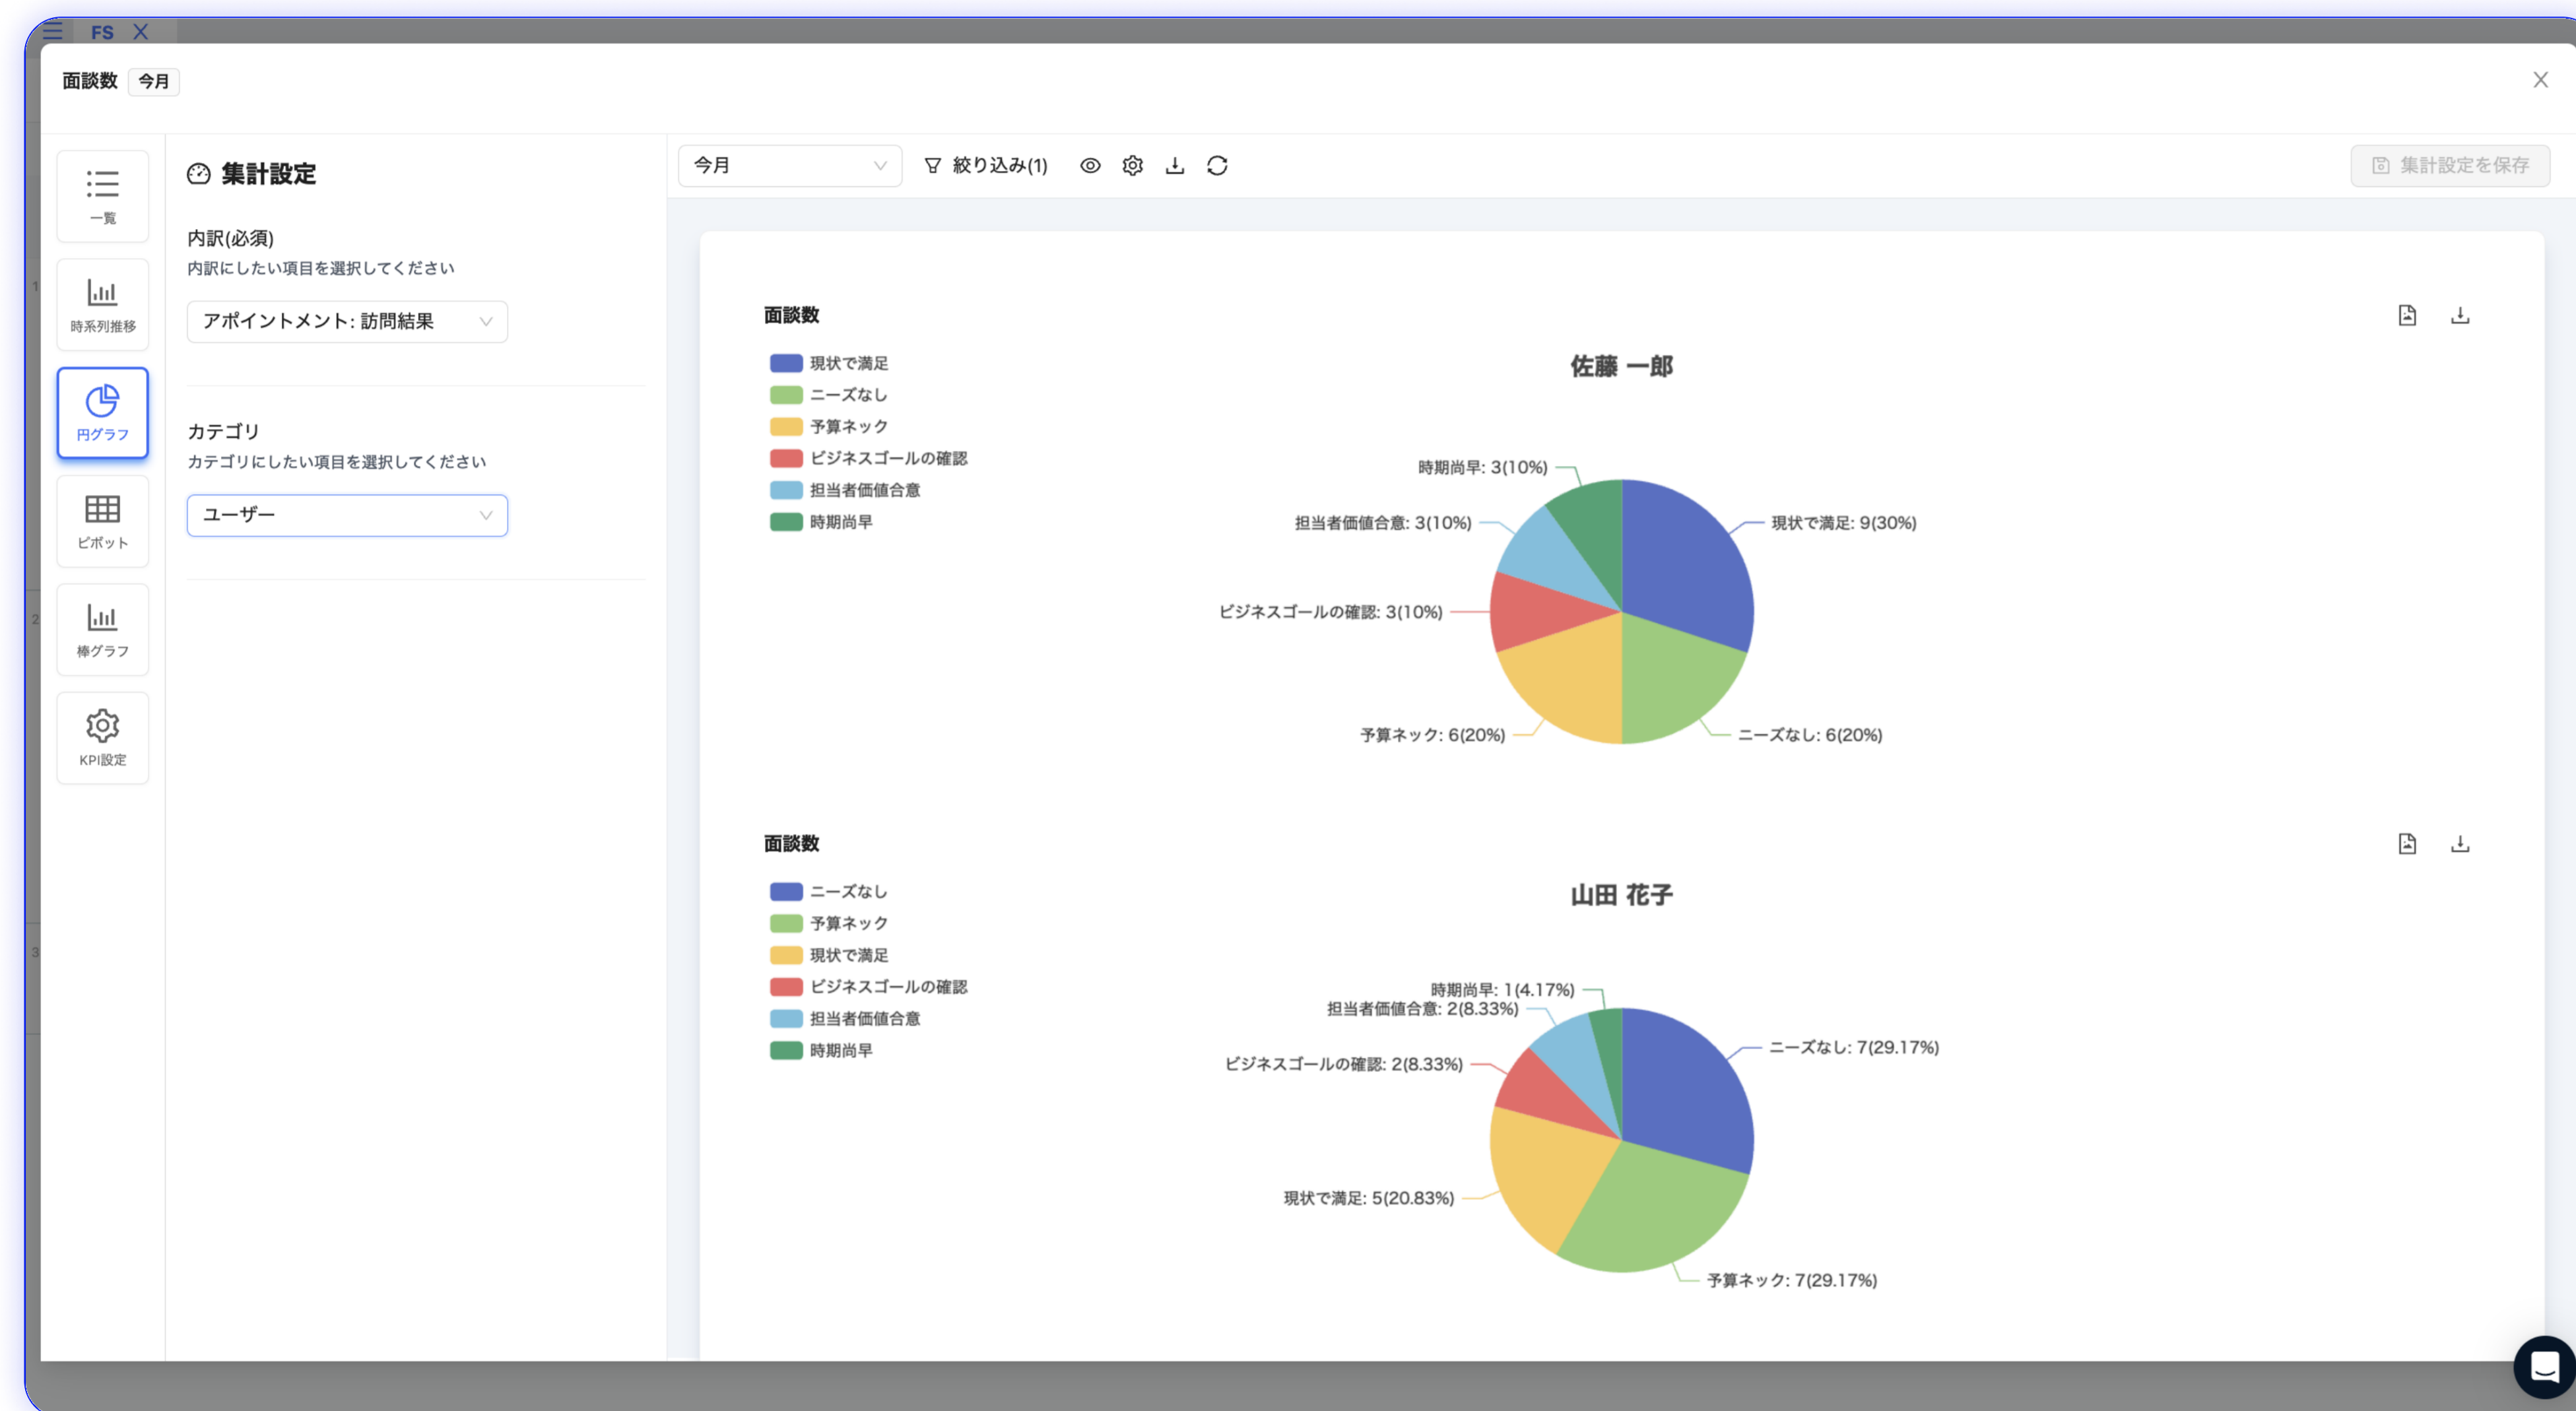 FS
面談数 今月
一覧
時系列推移
円グラフ
ピボット
棒グラフ
KPI設定
1
2
3
集計設定
内訳(必須)
内訳にしたい項目を選択してください
アポイントメント: 訪問結果
カテゴリ
カテゴリにしたい項目を選択してください
ユーザー
今月
絞り込み(1)
集計設定を保存
面談数
現状で満足
ニーズなし
予算ネック
ビジネスゴールの確認
担当者価値合意
時期尚早
佐藤 一郎
時期尚早: 3(10%)
担当者価値合意: 3(10%)
現状で満足: 9(30%)
ビジネスゴールの確認: 3(10%)
予算ネック: 6(20%)
ニーズなし: 6(20%)
面談数
ニーズなし
予算ネック
現状で満足
ビジネスゴールの確認
担当者価値合意
時期尚早
山田 花子
時期尚早: 1(4.17%)
担当者価値合意: 2(8.33%)
ニーズなし: 7(29.17%)
ビジネスゴールの確認: 2(8.33%)
現状で満足: 5(20.83%)
予算ネック: 7(29.17%)